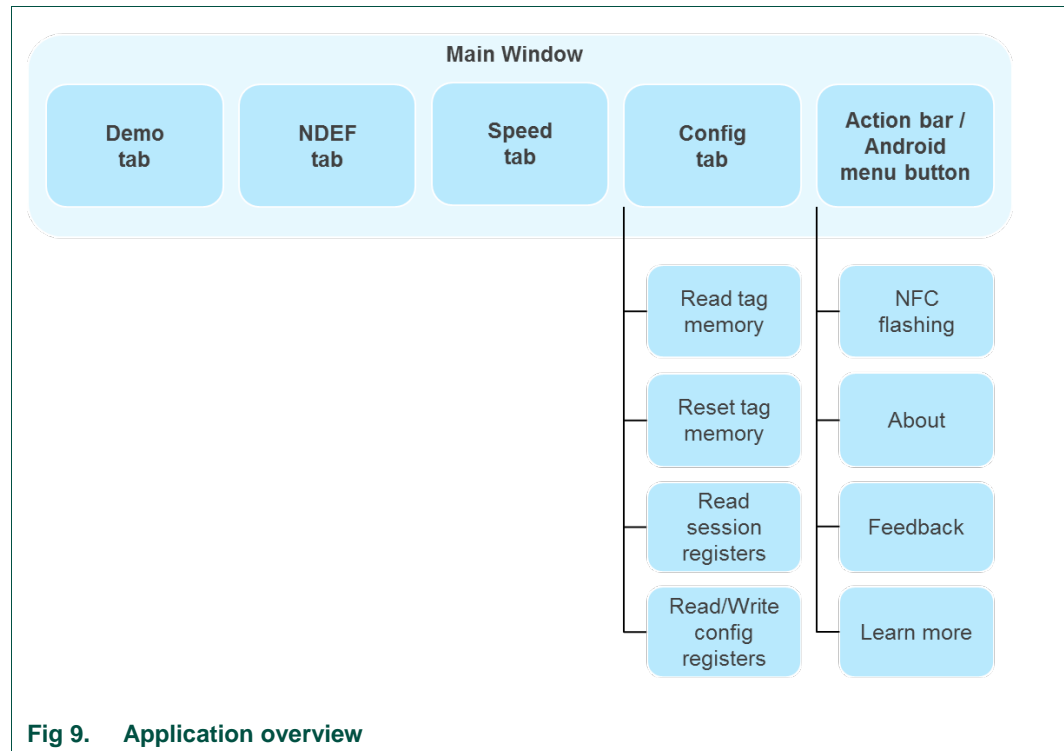 Main Window
Demo
tab
NDEF
tab
Speed
tab
Config
tab
Action bar /
Android
menu button
Read tag
memory
Reset tag
memory
Read
session
registers
Read/Write
config
registers
NFC
flashing
About
Feedback
Learn more
Fig 9. Application overview